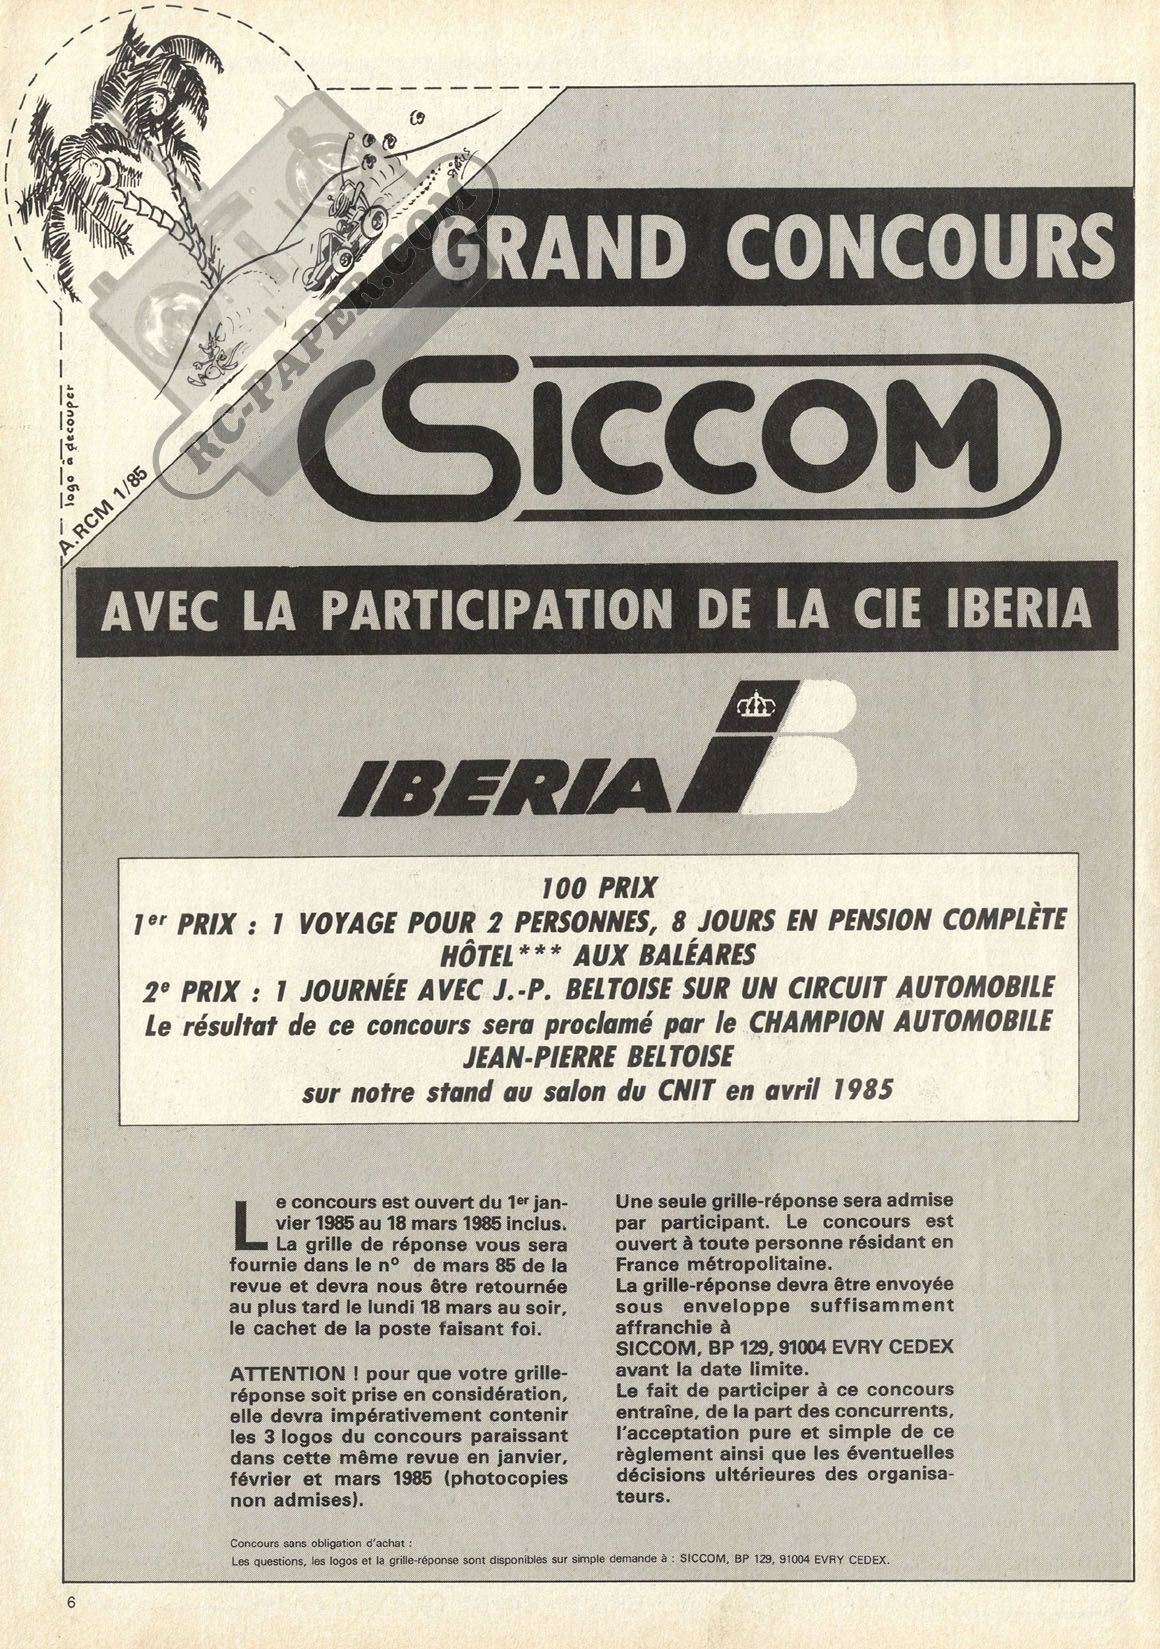 sirius
GRAND CONCOURS
RC-PAPER.COM
SICCOM
logo à découper
A.RCM 1/85
AVEC LA PARTICIPATION DE LA CIE IBERIA
IBERIA
100 PRIX
1er PRIX : 1 VOYAGE POUR 2 PERSONNES, 8 JOURS EN PENSION COMPLÈTE
HÔTEL*** AUX BALÉARES
2e PRIX : 1 JOURNÉE AVEC J.-P. BELTOISE SUR UN CIRCUIT AUTOMOBILE
Le résultat de ce concours sera proclamé par le CHAMPION AUTOMOBILE
JEAN-PIERRE BELTOISE
sur notre stand au salon du CNIT en avril 1985
Le concours est ouvert du 1er jan-
vier 1985 au 18 mars 1985 inclus.
La grille de réponse vous sera
fournie dans le n° de mars 85 de la
revue et devra nous être retournée
au plus tard le lundi 18 mars au soir,
le cachet de la poste faisant foi.
ATTENTION ! pour que votre grille-
réponse soit prise en considération,
elle devra impérativement contenir
les 3 logos du concours paraissant
dans cette même revue en janvier,
février et mars 1985 (photocopies
non admises).
Une seule grille-réponse sera admise
par participant. Le concours est
ouvert à toute personne résidant en
France métropolitaine.
La grille-réponse devra être envoyée
sous enveloppe suffisamment
affranchie à
SICCOM, BP 129, 91004 EVRY CEDEX
avant la date limite.
Le fait de participer à ce concours
entraîne, de la part des concurrents,
l'acceptation pure et simple de ce
règlement ainsi que les éventuelles
décisions ultérieures des organisa-
teurs.
Concours sans obligation d'achat :
Les questions, les logos et la grille-réponse sont disponibles sur simple demande à : SICCOM, BP 129, 91004 EVRY CEDEX.
6